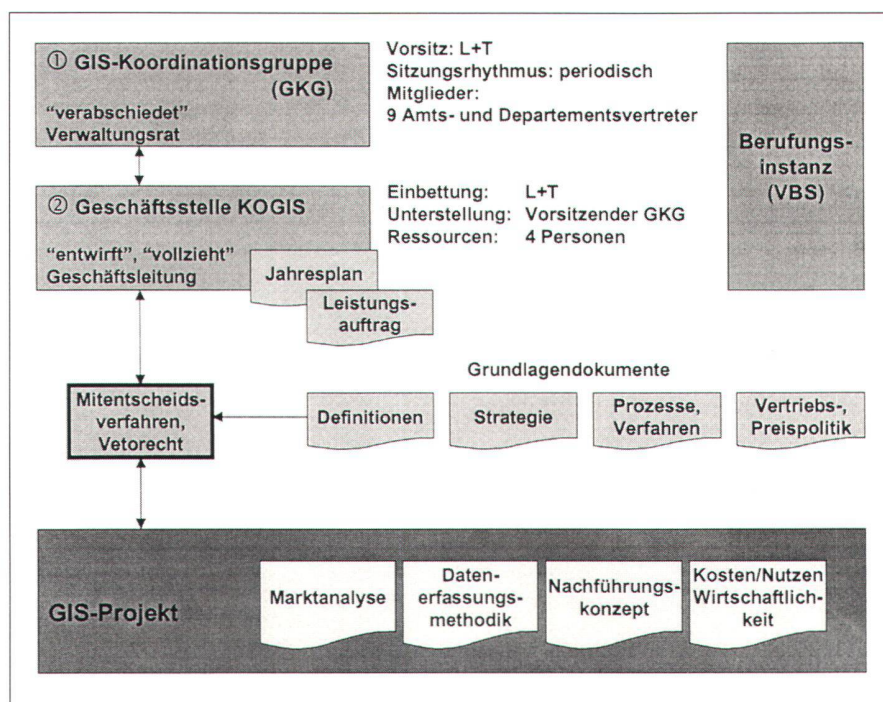 ① GIS-Koordinationsgruppe
(GKG)
"verabschiedet"
Verwaltungsrat
Vorsitz: L+T
Sitzungsrhythmus: periodisch
Mitglieder:
9 Amts- und Departementsvertreter
Berufungs-
instanz
(VBS)
② Geschäftsstelle KOGIS
"entwirft", "vollzieht"
Geschäftsleitung
Einbettung: L+T
Unterstellung: Vorsitzender GKG
Ressourcen: 4 Personen
Jahresplan
Leistungs-
auftrag
Grundlagendokumente
Mitentscheids-
verfahren,
Vetorecht
Definitionen
Strategie
Prozesse,
Verfahren
Vertriebs-,
Preispolitik
GIS-Projekt
Marktanalyse
Daten-
erfassungs-
methodik
Nachführungs-
konzept
Kosten/Nutzen
Wirtschaftlich-
keit